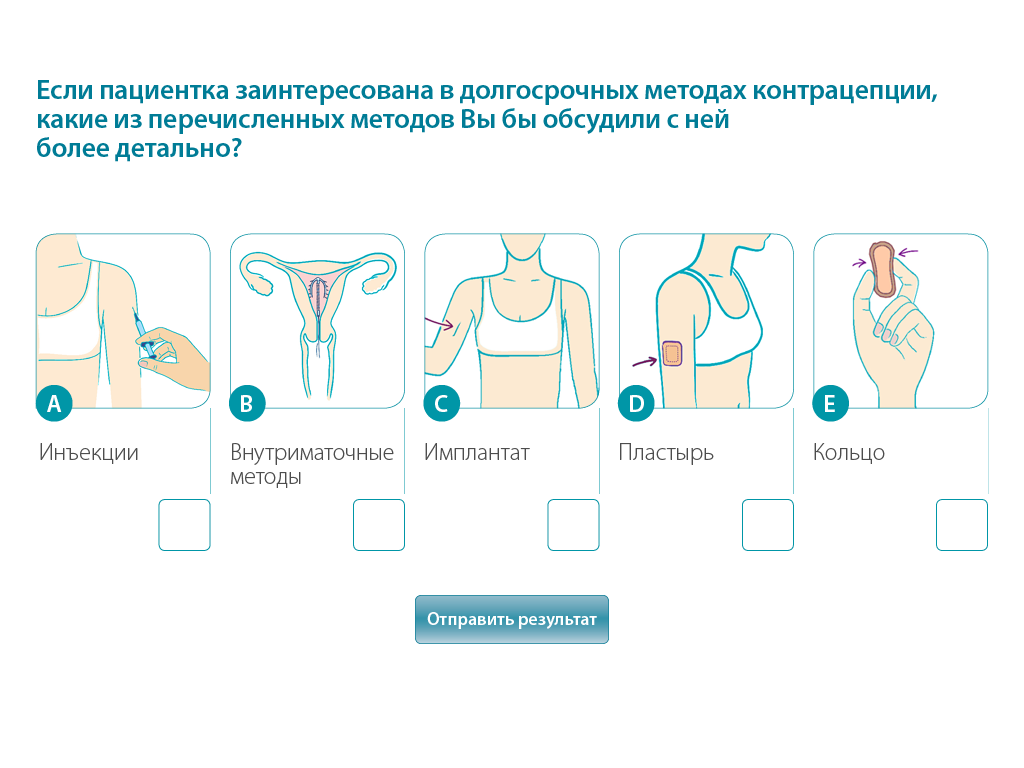 Если пациентка заинтересована в долгосрочных методах контрацепции,
какие из перечисленных методов Вы бы обсудили с ней
более детально?
A
B
C
D
E
Инъекции
Внутриматочные
методы
Имплантат
Пластырь
Кольцо
Отправить результат